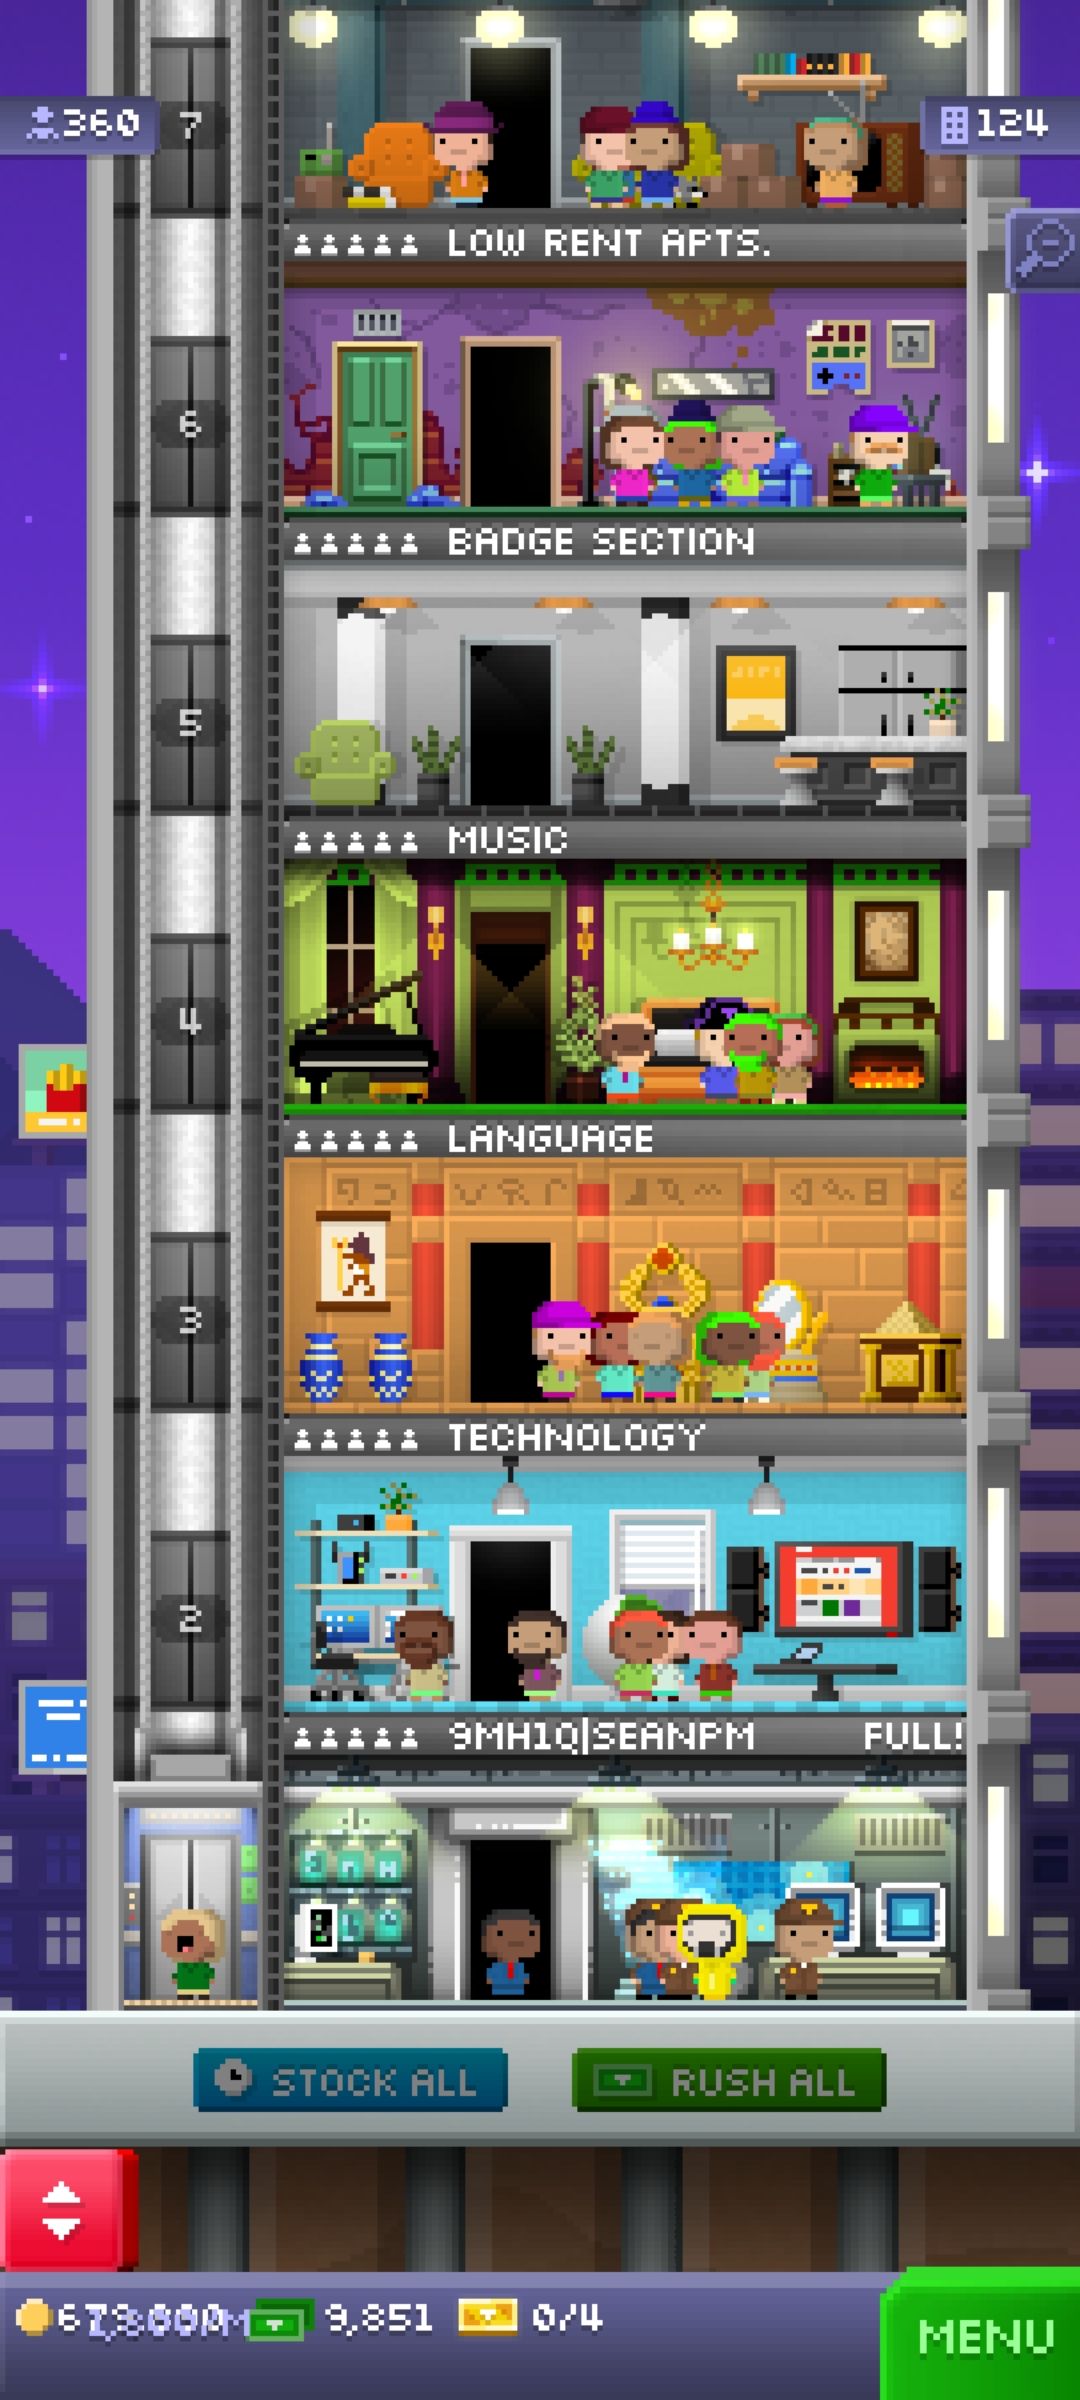 360
7
124
LOW RENT APTS.
6
BADGE SECTION
5
MUSIC
4
LANGUAGE
3
TECHNOLOGY
2
9MH1Q|SEANPM FULL!
STOCK ALL
RUSH ALL
9,851
0/4
MENU